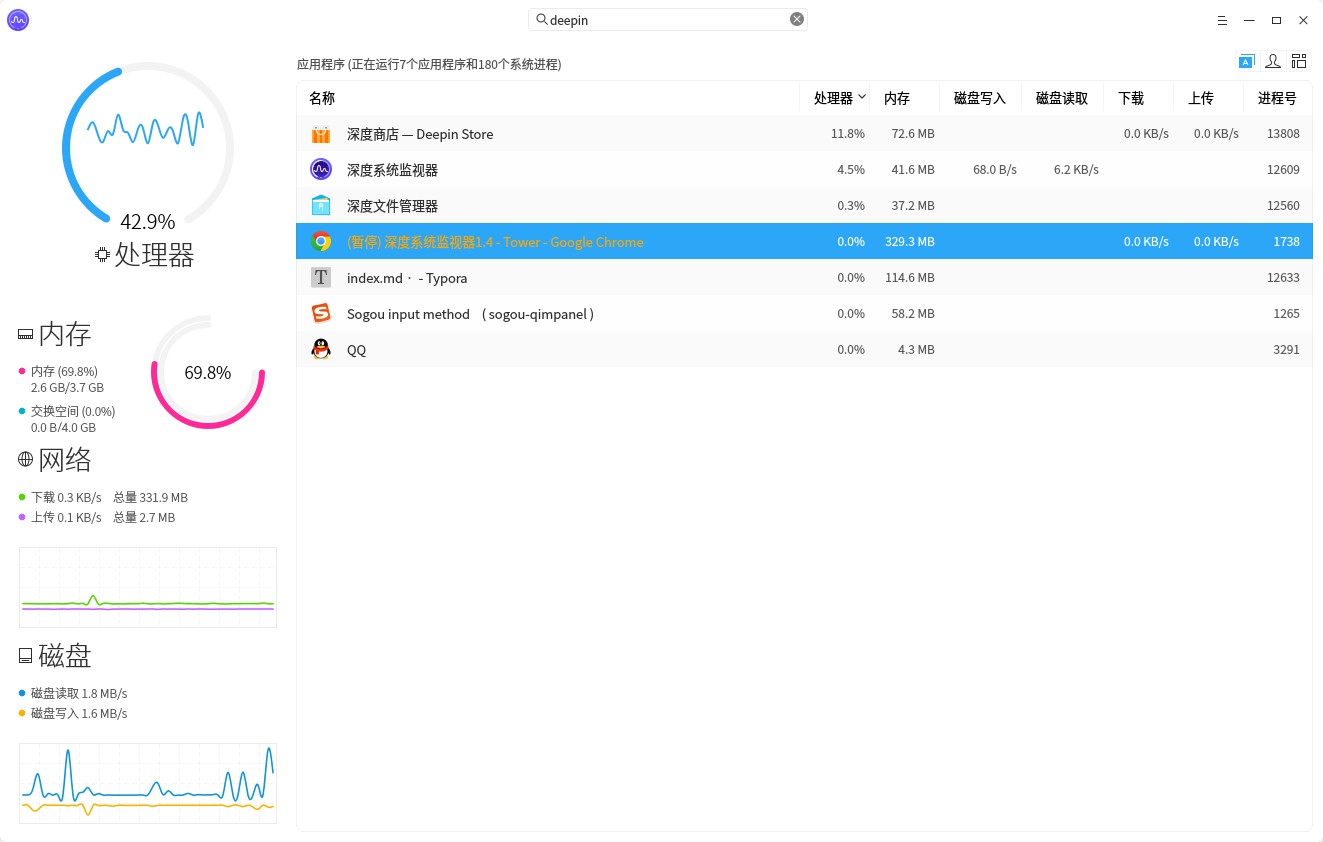 deepin
42.9%
处理器
内存
内存 (69.8%)
2.6 GB/3.7 GB
交换空间 (0.0%)
0.0 B/4.0 GB
69.8%
网络
下载 0.3 KB/s 总量 331.9 MB
上传 0.1 KB/s 总量 2.7 MB
磁盘
磁盘读取 1.8 MB/s
磁盘写入 1.6 MB/s
应用程序 (正在运行7个应用程序和180个系统进程)
A
名称 处理器 内存 磁盘写入 磁盘读取 下载 上传 进程号
深度商店 — Deepin Store 11.8% 72.6 MB 0.0 KB/s 0.0 KB/s 13808
深度系统监视器 4.5% 41.6 MB 68.0 B/s 6.2 KB/s 12609
深度文件管理器 0.3% 37.2 MB 12560
(暂停) 深度系统监视器1.4 - Tower - Google Chrome 0.0% 329.3 MB 0.0 KB/s 0.0 KB/s 1738
T index.md · - Typora 0.0% 114.6 MB 12633
S Sogou input method （ sogou-qimpanel ） 0.0% 58.2 MB 1265
QQ 0.0% 4.3 MB 3291